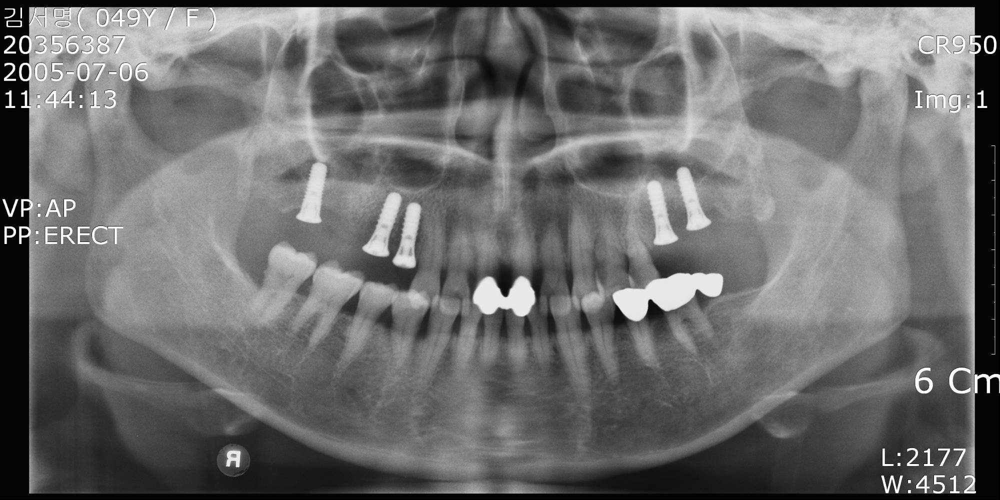 김서명( 049Y / F )
20356387
2005-07-06
11:44:13
CR950
Img:1
VP:AP
PP:ERECT
6 Cm
R
L:2177
W:4512